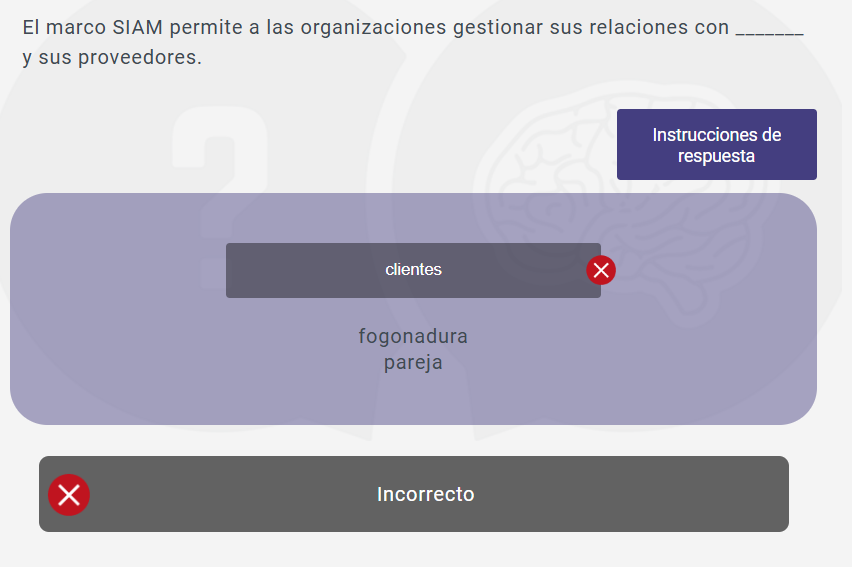 El marco SIAM permite a las organizaciones gestionar sus relaciones con _______
y sus proveedores.
Instrucciones de
respuesta
clientes
fogonadura
pareja
Incorrecto